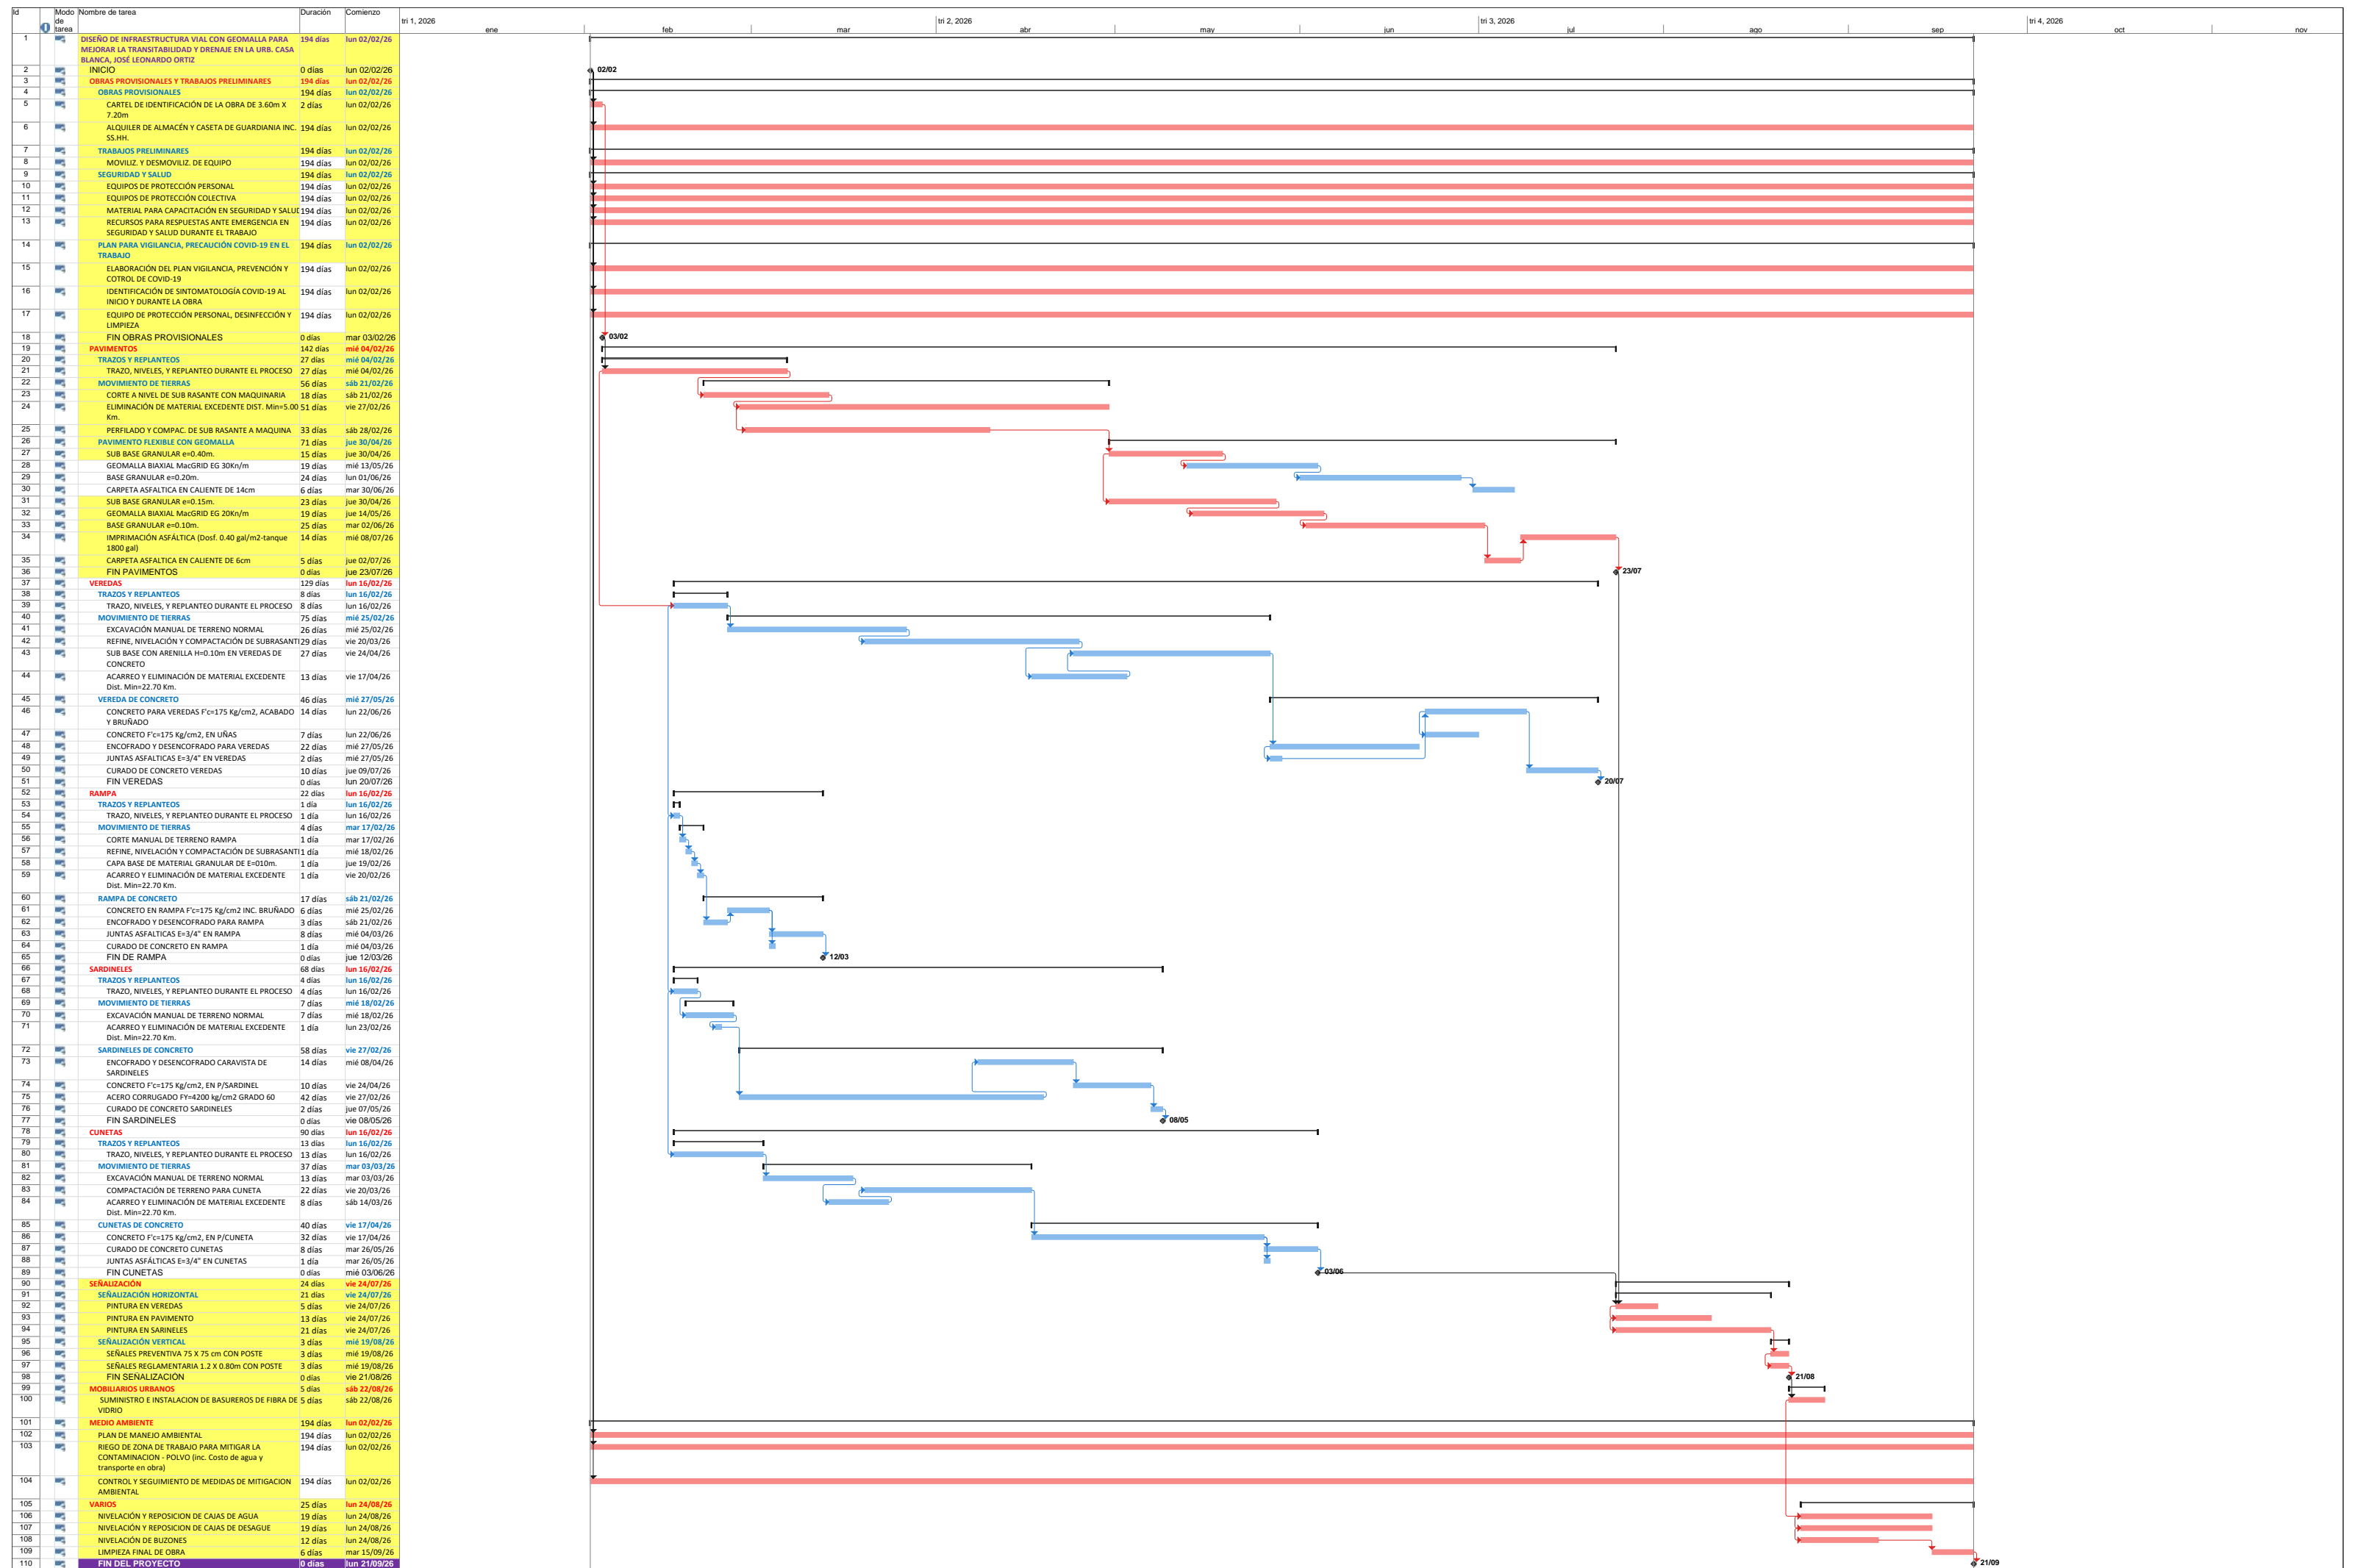 Id Modo de tarea Nombre de tarea Duración Comienzo
tri 1, 2026 tri 2, 2026 tri 3, 2026 tri 4, 2026
ene feb mar abr may jun jul ago sep oct nov
1 DISEÑO DE INFRAESTRUCTURA VIAL CON GEOMALLA PARA 194 días lun 02/02/26
MEJORAR LA TRANSITABILIDAD Y DRENAJE EN LA URB. CASA
BLANCA, JOSÉ LEONARDO ORTIZ
2 INICIO 0 días lun 02/02/26 02/02
3 OBRAS PROVISIONALES Y TRABAJOS PRELIMINARES 194 días lun 02/02/26
4 OBRAS PROVISIONALES 194 días lun 02/02/26
5 CARTEL DE IDENTIFICACIÓN DE LA OBRA DE 3.60m X 2 días lun 02/02/26
7.20m
6 ALQUILER DE ALMACÉN Y CASETA DE GUARDIANIA INC. 194 días lun 02/02/26
SS.HH.
7 TRABAJOS PRELIMINARES 194 días lun 02/02/26
8 MOVILIZ. Y DESMOVILIZ. DE EQUIPO 194 días lun 02/02/26
9 SEGURIDAD Y SALUD 194 días lun 02/02/26
10 EQUIPOS DE PROTECCIÓN PERSONAL 194 días lun 02/02/26
11 EQUIPOS DE PROTECCIÓN COLECTIVA 194 días lun 02/02/26
12 MATERIAL PARA CAPACITACIÓN EN SEGURIDAD Y SALUD 194 días lun 02/02/26
13 RECURSOS PARA RESPUESTAS ANTE EMERGENCIA EN 194 días lun 02/02/26
SEGURIDAD Y SALUD DURANTE EL TRABAJO
14 PLAN PARA VIGILANCIA, PRECAUCIÓN COVID-19 EN EL 194 días lun 02/02/26
TRABAJO
15 ELABORACIÓN DEL PLAN VIGILANCIA, PREVENCIÓN Y 194 días lun 02/02/26
COTROL DE COVID-19
16 IDENTIFICACIÓN DE SINTOMATOLOGÍA COVID-19 AL 194 días lun 02/02/26
INICIO Y DURANTE LA OBRA
17 EQUIPO DE PROTECCIÓN PERSONAL, DESINFECCIÓN Y 194 días lun 02/02/26
LIMPIEZA
18 FIN OBRAS PROVISIONALES 0 días mar 03/02/26 03/02
19 PAVIMENTOS 142 días mié 04/02/26
20 TRAZOS Y REPLANTEOS 27 días mié 04/02/26
21 TRAZO, NIVELES, Y REPLANTEO DURANTE EL PROCESO 27 días mié 04/02/26
22 MOVIMIENTO DE TIERRAS 56 días sáb 21/02/26
23 CORTE A NIVEL DE SUB RASANTE CON MAQUINARIA 18 días sáb 21/02/26
24 ELIMINACIÓN DE MATERIAL EXCEDENTE DIST. Min=5.00 51 días vie 27/02/26
Km.
25 PERFILADO Y COMPAC. DE SUB RASANTE A MAQUINA 33 días sáb 28/02/26
26 PAVIMENTO FLEXIBLE CON GEOMALLA 71 días jue 30/04/26
27 SUB BASE GRANULAR e=0.40m. 15 días jue 30/04/26
28 GEOMALLA BIAXIAL MacGRID EG 30Kn/m 19 días mié 13/05/26
29 BASE GRANULAR e=0.20m. 24 días lun 01/06/26
30 CARPETA ASFALTICA EN CALIENTE DE 14cm 6 días mar 30/06/26
31 SUB BASE GRANULAR e=0.15m. 23 días jue 30/04/26
32 GEOMALLA BIAXIAL MacGRID EG 20Kn/m 19 días jue 14/05/26
33 BASE GRANULAR e=0.10m. 25 días mar 02/06/26
34 IMPRIMACIÓN ASFÁLTICA (Dosf. 0.40 gal/m2-tanque 14 días mié 08/07/26
1800 gal)
35 CARPETA ASFALTICA EN CALIENTE DE 6cm 5 días jue 02/07/26
36 FIN PAVIMENTOS 0 días jue 23/07/26 23/07
37 VEREDAS 129 días lun 16/02/26
38 TRAZOS Y REPLANTEOS 8 días lun 16/02/26
39 TRAZO, NIVELES, Y REPLANTEO DURANTE EL PROCESO 8 días lun 16/02/26
40 MOVIMIENTO DE TIERRAS 75 días mié 25/02/26
41 EXCAVACIÓN MANUAL DE TERRENO NORMAL 26 días mié 25/02/26
42 REFINE, NIVELACIÓN Y COMPACTACIÓN DE SUBRASANTI 29 días vie 20/03/26
43 SUB BASE CON ARENILLA H=0.10m EN VEREDAS DE 27 días vie 24/04/26
CONCRETO
44 ACARREO Y ELIMINACIÓN DE MATERIAL EXCEDENTE 13 días vie 17/04/26
Dist. Min=22.70 Km.
45 VEREDA DE CONCRETO 46 días mié 27/05/26
46 CONCRETO PARA VEREDAS F'c=175 Kg/cm2, ACABADO 14 días lun 22/06/26
Y BRUÑADO
47 CONCRETO F'c=175 Kg/cm2, EN UÑAS 7 días lun 22/06/26
48 ENCOFRADO Y DESENCOFRADO PARA VEREDAS 22 días mié 27/05/26
49 JUNTAS ASFALTICAS E=3/4" EN VEREDAS 2 días mié 27/05/26
50 CURADO DE CONCRETO VEREDAS 10 días jue 09/07/26
51 FIN VEREDAS 0 días lun 20/07/26 20/07
52 RAMPA 22 días lun 16/02/26
53 TRAZOS Y REPLANTEOS 1 día lun 16/02/26
54 TRAZO, NIVELES, Y REPLANTEO DURANTE EL PROCESO 1 día lun 16/02/26
55 MOVIMIENTO DE TIERRAS 4 días mar 17/02/26
56 CORTE MANUAL DE TERRENO RAMPA 1 día mar 17/02/26
57 REFINE, NIVELACIÓN Y COMPACTACIÓN DE SUBRASANTI 1 día mié 18/02/26
58 CAPA BASE DE MATERIAL GRANULAR DE E=010m. 1 día jue 19/02/26
59 ACARREO Y ELIMINACIÓN DE MATERIAL EXCEDENTE 1 día vie 20/02/26
Dist. Min=22.70 Km.
60 RAMPA DE CONCRETO 17 días sáb 21/02/26
61 CONCRETO EN RAMPA F'c=175 Kg/cm2 INC. BRUÑADO 6 días mié 25/02/26
62 ENCOFRADO Y DESENCOFRADO PARA RAMPA 3 días sáb 21/02/26
63 JUNTAS ASFALTICAS E=3/4" EN RAMPA 8 días mié 04/03/26
64 CURADO DE CONCRETO EN RAMPA 1 día mié 04/03/26
65 FIN DE RAMPA 0 días jue 12/03/26 12/03
66 SARDINELES 68 días lun 16/02/26
67 TRAZOS Y REPLANTEOS 4 días lun 16/02/26
68 TRAZO, NIVELES, Y REPLANTEO DURANTE EL PROCESO 4 días lun 16/02/26
69 MOVIMIENTO DE TIERRAS 7 días mié 18/02/26
70 EXCAVACIÓN MANUAL DE TERRENO NORMAL 7 días mié 18/02/26
71 ACARREO Y ELIMINACIÓN DE MATERIAL EXCEDENTE 1 día lun 23/02/26
Dist. Min=22.70 Km.
72 SARDINELES DE CONCRETO 58 días vie 27/02/26
73 ENCOFRADO Y DESENCOFRADO CARAVISTA DE 14 días mié 08/04/26
SARDINELES
74 CONCRETO F'c=175 Kg/cm2, EN P/SARDINEL 10 días vie 24/04/26
75 ACERO CORRUGADO FY=4200 kg/cm2 GRADO 60 42 días vie 27/02/26
76 CURADO DE CONCRETO SARDINELES 2 días jue 07/05/26
77 FIN SARDINELES 0 días vie 08/05/26 08/05
78 CUNETAS 90 días lun 16/02/26
79 TRAZOS Y REPLANTEOS 13 días lun 16/02/26
80 TRAZO, NIVELES, Y REPLANTEO DURANTE EL PROCESO 13 días lun 16/02/26
81 MOVIMIENTO DE TIERRAS 37 días mar 03/03/26
82 EXCAVACIÓN MANUAL DE TERRENO NORMAL 13 días mar 03/03/26
83 COMPACTACIÓN DE TERRENO PARA CUNETA 22 días vie 20/03/26
84 ACARREO Y ELIMINACIÓN DE MATERIAL EXCEDENTE 8 días sáb 14/03/26
Dist. Min=22.70 Km.
85 CUNETAS DE CONCRETO 40 días vie 17/04/26
86 CONCRETO F'c=175 Kg/cm2, EN P/CUNETA 32 días vie 17/04/26
87 CURADO DE CONCRETO CUNETAS 8 días mar 26/05/26
88 JUNTAS ASFÁLTICAS E=3/4" EN CUNETAS 1 día mar 26/05/26
89 FIN CUNETAS 0 días mié 03/06/26 03/06
90 SEÑALIZACIÓN 24 días vie 24/07/26
91 SEÑALIZACIÓN HORIZONTAL 21 días vie 24/07/26
92 PINTURA EN VEREDAS 5 días vie 24/07/26
93 PINTURA EN PAVIMENTO 13 días vie 24/07/26
94 PINTURA EN SARINELES 21 días vie 24/07/26
95 SEÑALIZACIÓN VERTICAL 3 días mié 19/08/26
96 SEÑALES PREVENTIVA 75 X 75 cm CON POSTE 3 días mié 19/08/26
97 SEÑALES REGLAMENTARIA 1.2 X 0.80m CON POSTE 3 días mié 19/08/26
98 FIN SEÑALIZACIÓN 0 días vie 21/08/26 21/08
99 MOBILIARIOS URBANOS 5 días sáb 22/08/26
100 SUMINISTRO E INSTALACION DE BASUREROS DE FIBRA DE 5 días sáb 22/08/26
VIDRIO
101 MEDIO AMBIENTE 194 días lun 02/02/26
102 PLAN DE MANEJO AMBIENTAL 194 días lun 02/02/26
103 RIEGO DE ZONA DE TRABAJO PARA MITIGAR LA 194 días lun 02/02/26
CONTAMINACION - POLVO (inc. Costo de agua y
transporte en obra)
104 CONTROL Y SEGUIMIENTO DE MEDIDAS DE MITIGACION 194 días lun 02/02/26
AMBIENTAL
105 VARIOS 25 días lun 24/08/26
106 NIVELACIÓN Y REPOSICION DE CAJAS DE AGUA 19 días lun 24/08/26
107 NIVELACIÓN Y REPOSICION DE CAJAS DE DESAGUE 19 días lun 24/08/26
108 NIVELACIÓN DE BUZONES 12 días lun 24/08/26
109 LIMPIEZA FINAL DE OBRA 6 días mar 15/09/26
110 FIN DEL PROYECTO 0 días lun 21/09/26 21/09